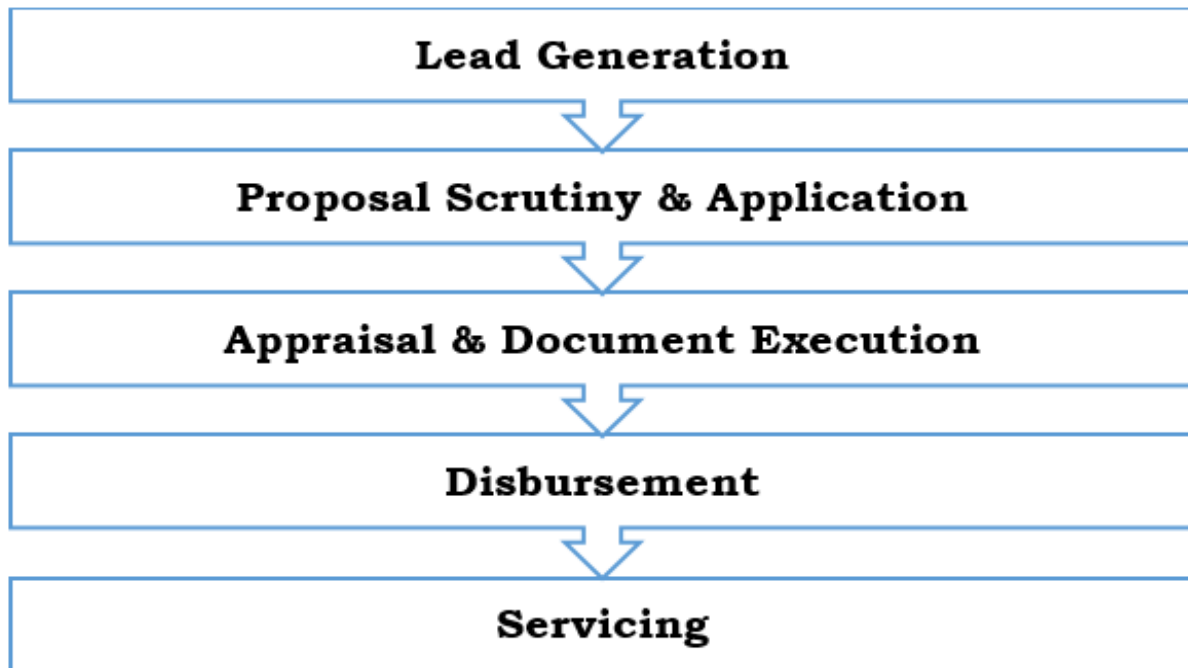 Lead Generation
Proposal Scrutiny & Application
Appraisal & Document Execution
Disbursement
Servicing